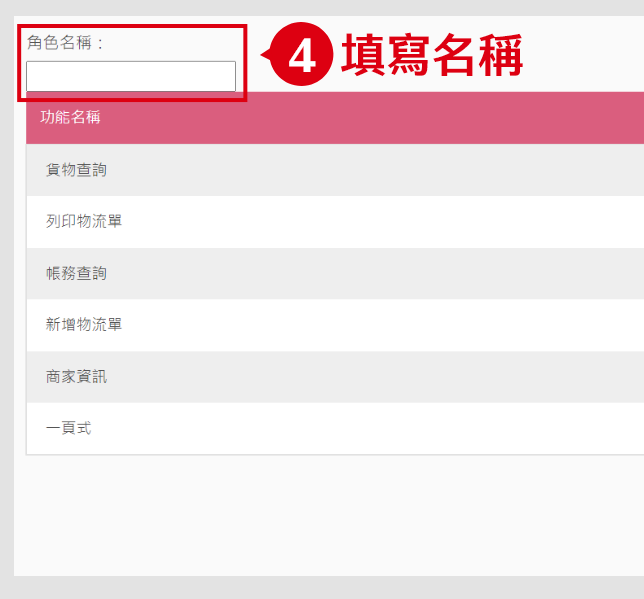 角色名稱：
4 填寫名稱
功能名稱
貨物查詢
列印物流單
帳務查詢
新增物流單
商家資訊
一頁式